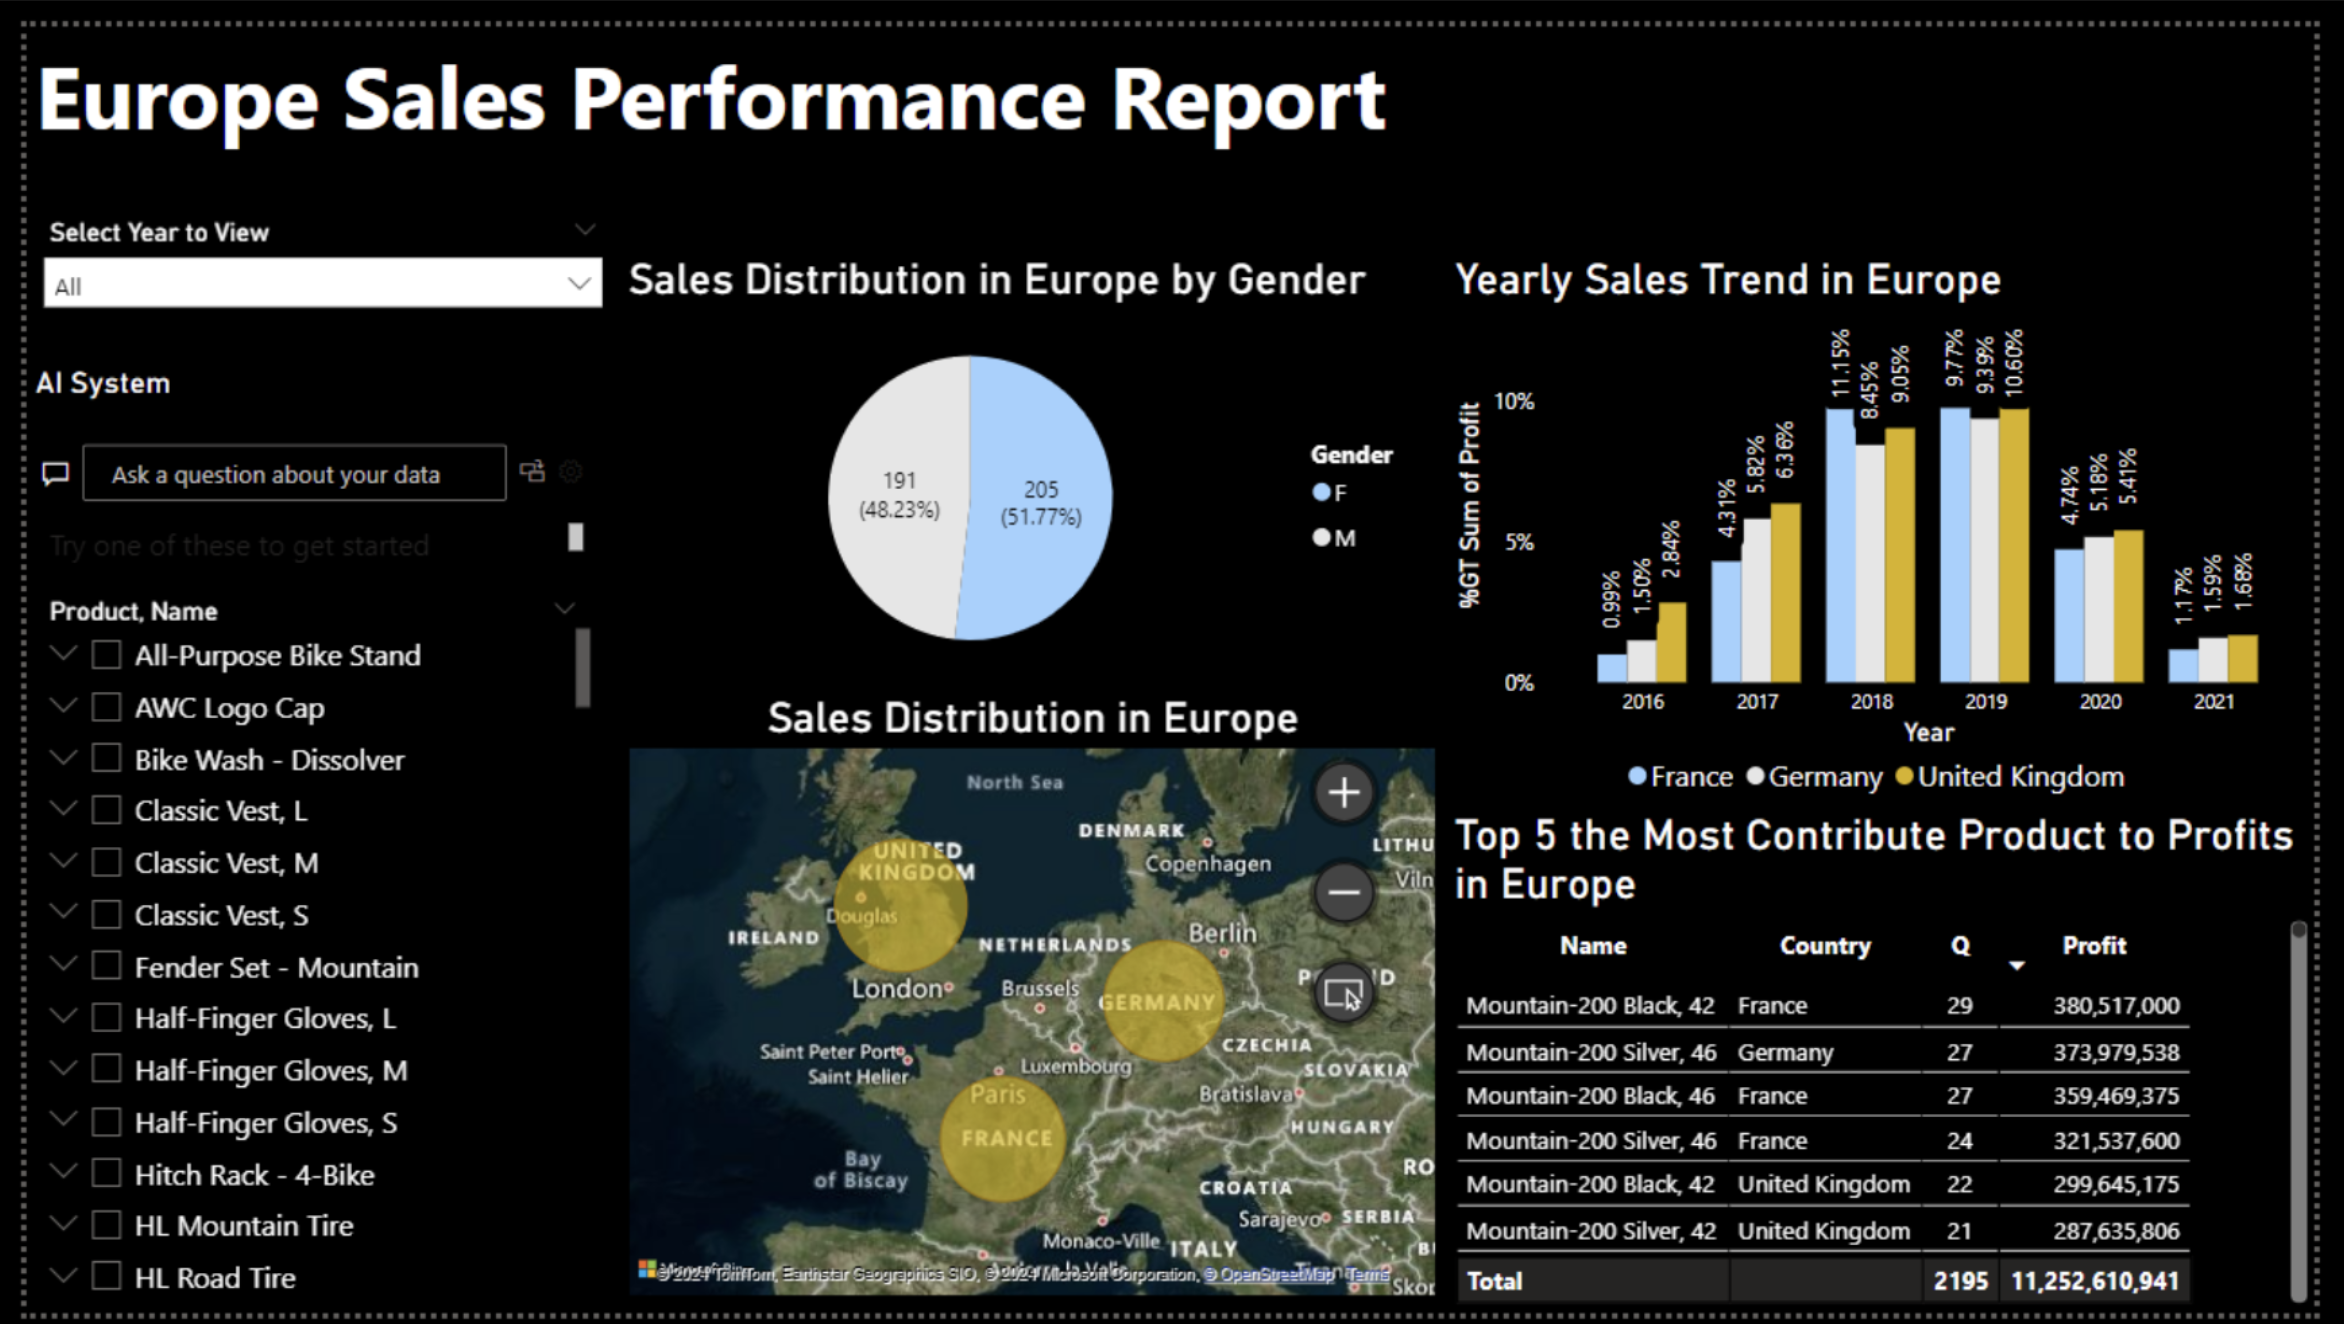 Europe Sales Performance Report
Select Year to View
All
AI System
Ask a question about your data
Try one of these to get started
Product, Name
All-Purpose Bike Stand
AWC Logo Cap
Bike Wash - Dissolver
Classic Vest, L
Classic Vest, M
Classic Vest, S
Fender Set - Mountain
Half-Finger Gloves, L
Half-Finger Gloves, M
Half-Finger Gloves, S
Hitch Rack - 4-Bike
HL Mountain Tire
HL Road Tire
Sales Distribution in Europe by Gender
191
(48.23%)
205
(51.77%)
Gender
F
M
Sales Distribution in Europe
North Sea
UNITED
KINGDOM
DENMARK
Copenhagen
LITHU
Viln
Douglas
IRELAND
NETHERLANDS
Berlin
London
Brussels
GERMANY
P
D
Saint Peter Port
Saint Helier
Luxembourg
CZECHIA
SLOVAKIA
Paris
Bratislava
FRANCE
HUNGARY
Bay
of Biscay
RO
CROATIA
Sarajevo
SERBIA
Monaco-Ville
ITALY
B
© 2024 TomTom, Earthstar Geographics SIO, © 2024 Microsoft Corporation, © OpenStreetMap Terms
Skop
Yearly Sales Trend in Europe
%GT Sum of Profit
10%
5%
0%
0.99%
1.50%
2.84%
4.31%
5.82%
6.36%
11.15%
8.45%
9.05%
9.77%
9.39%
10.60%
4.74%
5.18%
5.41%
1.17%
1.59%
1.68%
2016 2017 2018 2019 2020 2021
Year
France Germany United Kingdom
Top 5 the Most Contribute Product to Profits
in Europe
Name Country Q Profit
Mountain-200 Black, 42 France 29 380,517,000
Mountain-200 Silver, 46 Germany 27 373,979,538
Mountain-200 Black, 46 France 27 359,469,375
Mountain-200 Silver, 46 France 24 321,537,600
Mountain-200 Black, 42 United Kingdom 22 299,645,175
Mountain-200 Silver, 42 United Kingdom 21 287,635,806
Total 2195 11,252,610,941